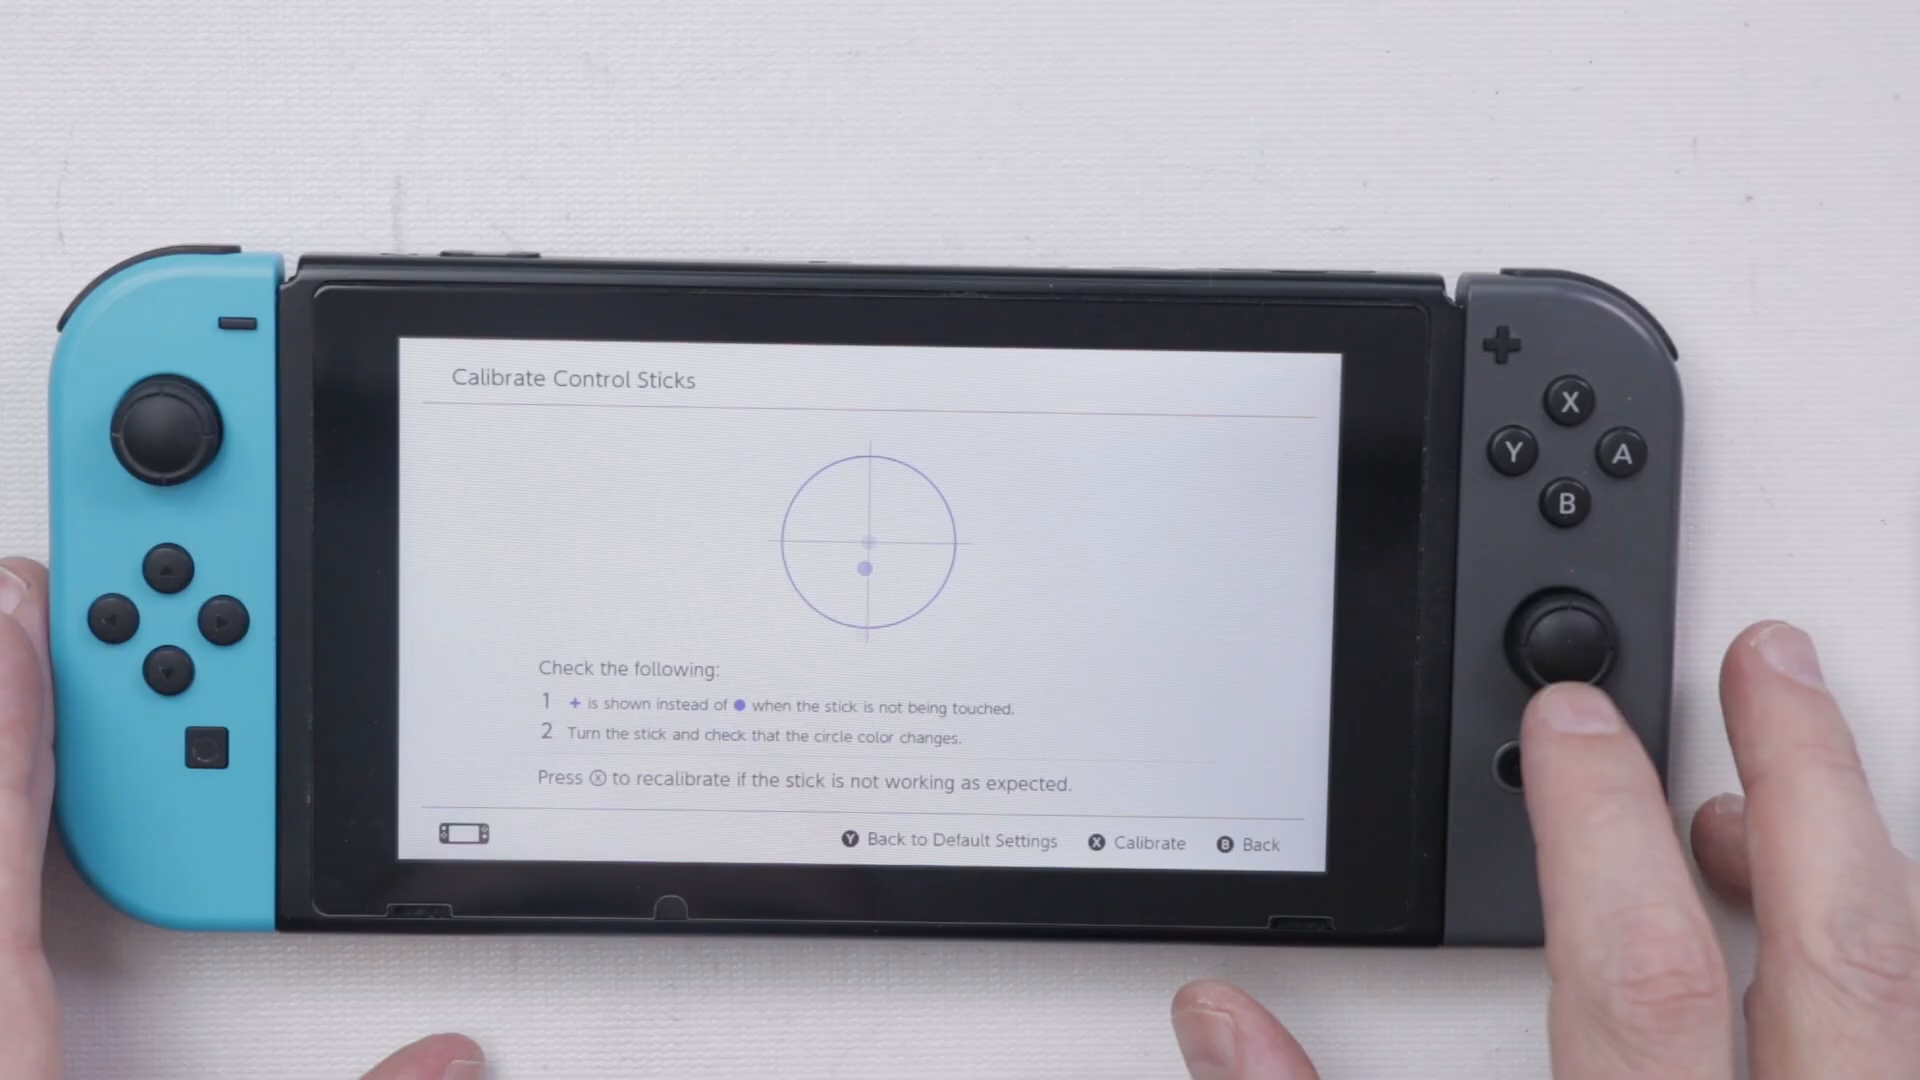 Calibrate Control Sticks
X
Y A
B
Check the following:
1 + is shown instead of ● when the stick is not being touched.
2 Turn the stick and check that the circle color changes.
Press Ⓧ to recalibrate if the stick is not working as expected.
Y Back to Default Settings X Calibrate B Back